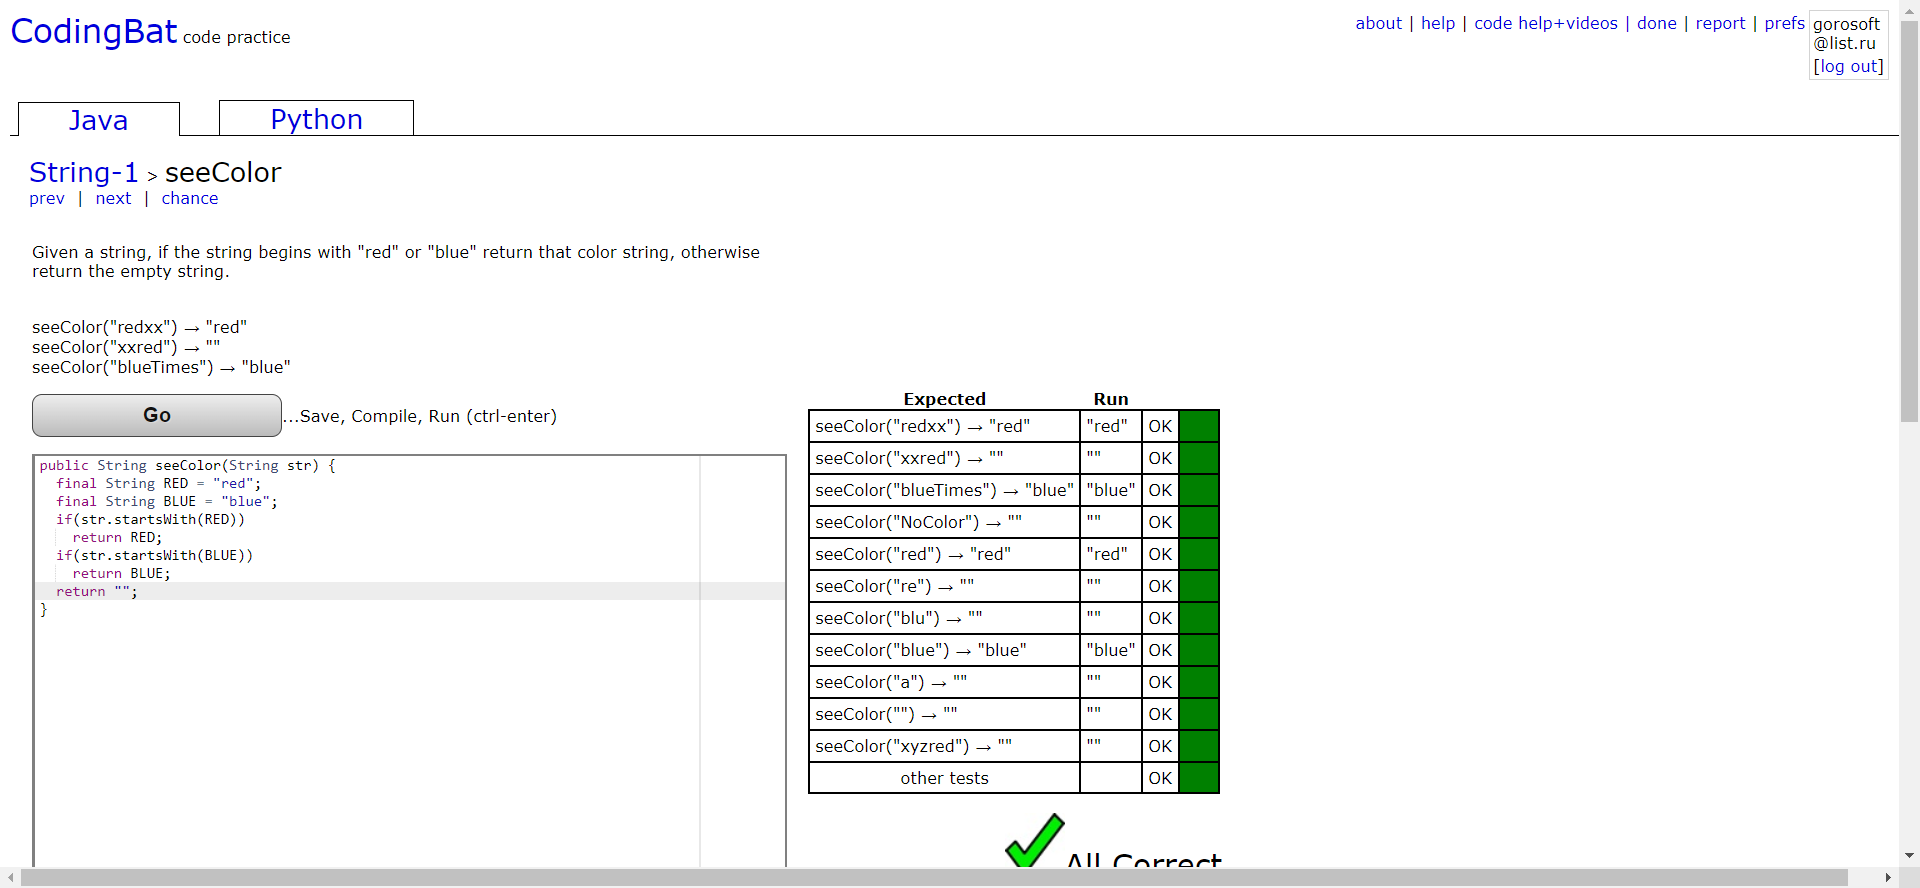 CodingBat code practice
about | help | code help+videos | done | report | prefs
gorosoft
@list.ru
[log out]
Java
Python
String-1 > seeColor
prev | next | chance
Given a string, if the string begins with "red" or "blue" return that color string, otherwise
return the empty string.
seeColor("redxx") → "red"
seeColor("xxred") → ""
seeColor("blueTimes") → "blue"
Go ...Save, Compile, Run (ctrl-enter)
public String seeColor(String str) {
  final String RED = "red";
  final String BLUE = "blue";
  if(str.startsWith(RED))
    return RED;
  if(str.startsWith(BLUE))
    return BLUE;
  return "";
}
Expected Run
seeColor("redxx") → "red" "red" OK
seeColor("xxred") → "" "" OK
seeColor("blueTimes") → "blue" "blue" OK
seeColor("NoColor") → "" "" OK
seeColor("red") → "red" "red" OK
seeColor("re") → "" "" OK
seeColor("blu") → "" "" OK
seeColor("blue") → "blue" "blue" OK
seeColor("a") → "" "" OK
seeColor("") → "" "" OK
seeColor("xyzred") → "" "" OK
other tests OK
All Correct